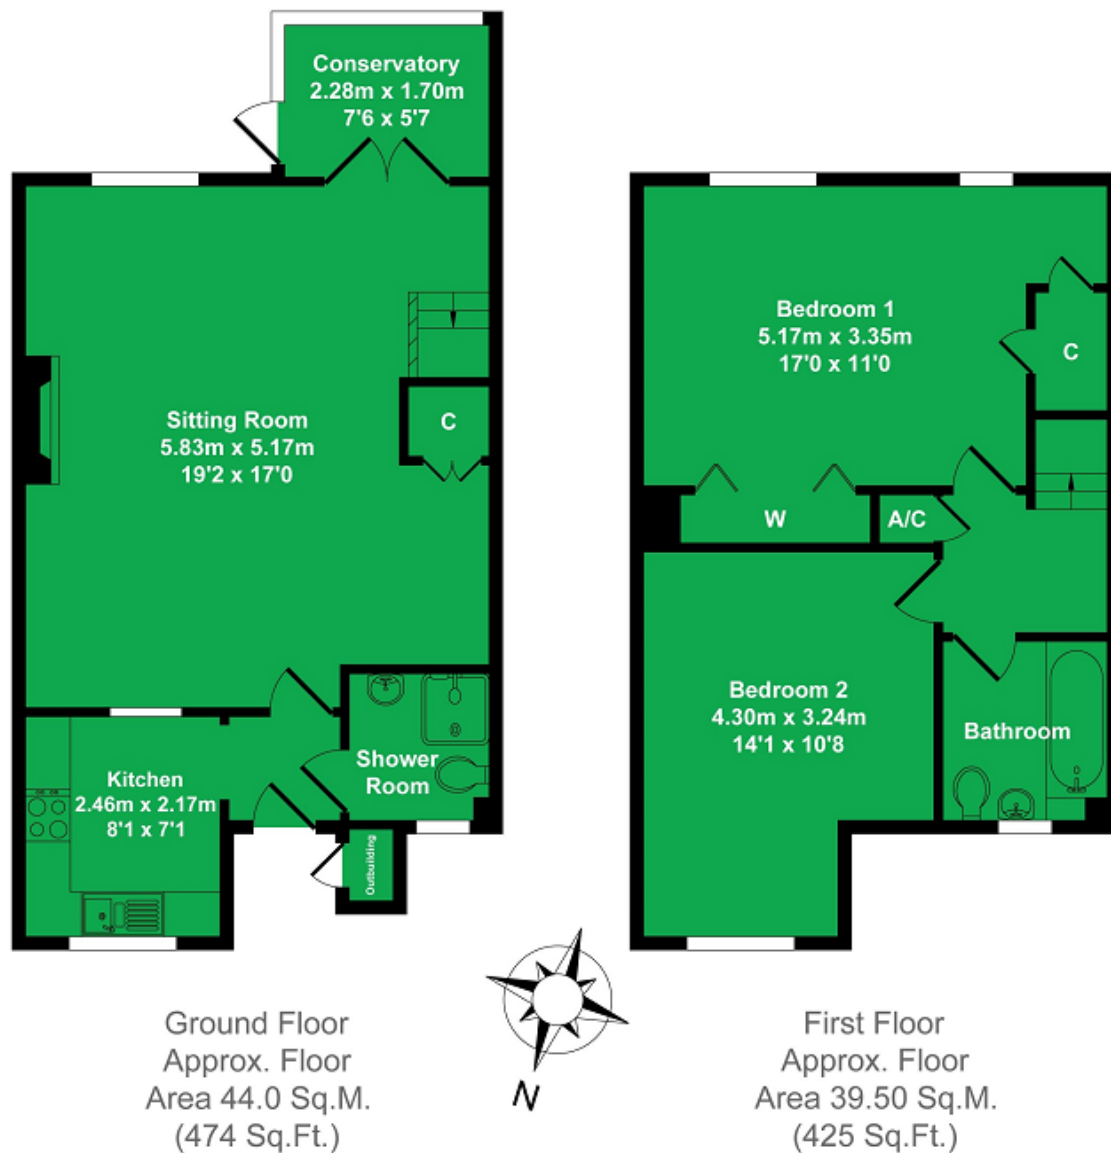 Conservatory
2.28m x 1.70m
7'6 x 5'7
Sitting Room
5.83m x 5.17m
19'2 x 17'0
C
Kitchen
2.46m x 2.17m
8'1 x 7'1
Shower
Room
Outbuilding
Bedroom 1
5.17m x 3.35m
17'0 x 11'0
C
W
A/C
Bedroom 2
4.30m x 3.24m
14'1 x 10'8
Bathroom
N
Ground Floor
Approx. Floor
Area 44.0 Sq.M.
(474 Sq.Ft.)
First Floor
Approx. Floor
Area 39.50 Sq.M.
(425 Sq.Ft.)